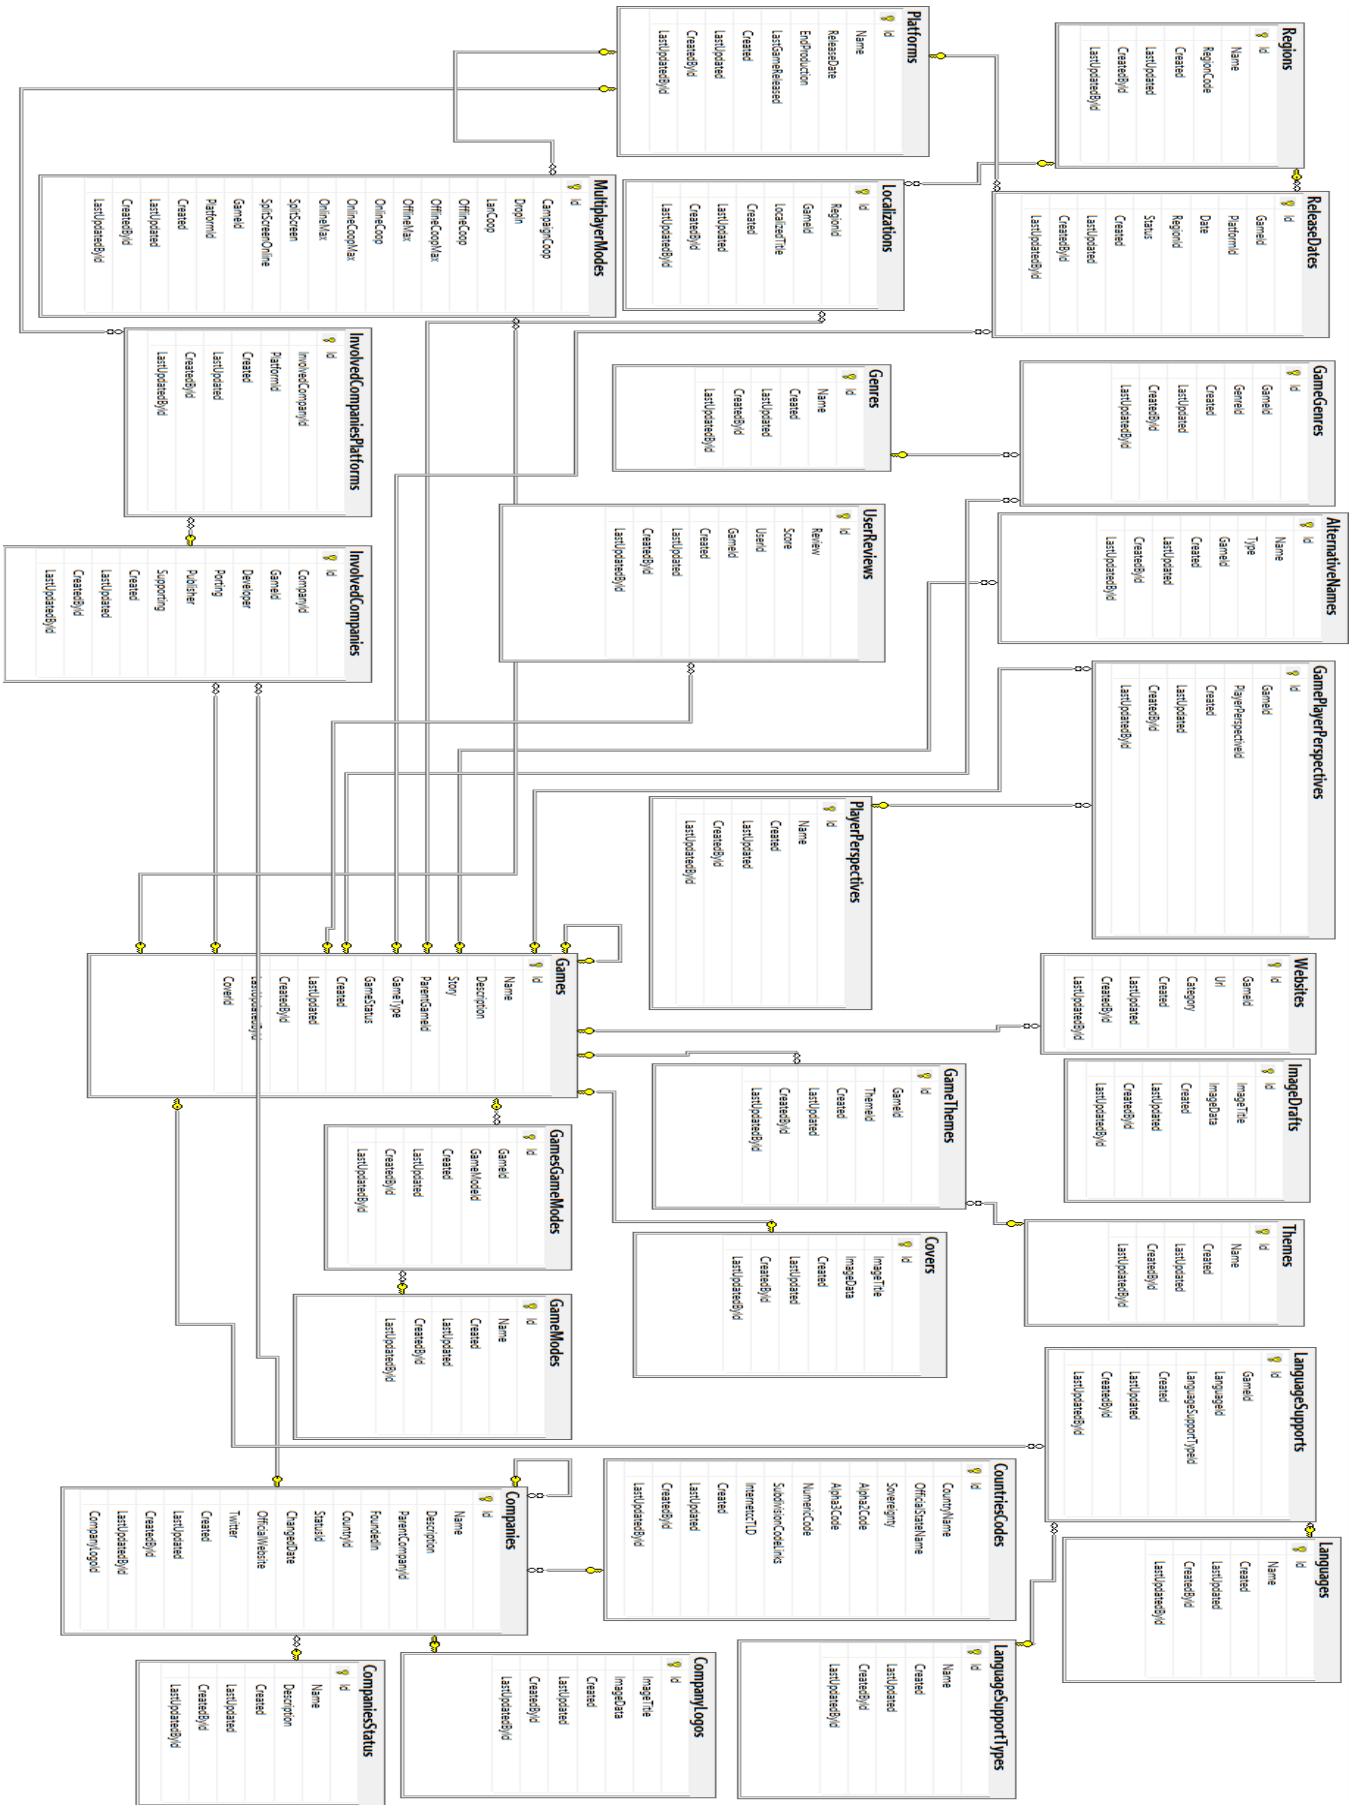 Platforms
Id
Name
ReleaseDate
EndProduction
LastGameReleased
Created
LastUpdated
CreatedById
LastUpdatedById
Regions
Id
Name
RegionCode
Created
LastUpdated
CreatedById
LastUpdatedById
MultiplayerModes
Id
CampaignCoop
DropIn
LanCoop
OfflineCoop
OfflineCoopMax
OfflineMax
OnlineCoop
OnlineCoopMax
OnlineMax
SplitScreen
SplitScreenOnline
GameId
PlatformId
Created
LastUpdated
CreatedById
LastUpdatedById
Localizations
Id
RegionId
GameId
LocalizedTitle
Created
LastUpdated
CreatedById
LastUpdatedById
ReleaseDates
Id
GameId
PlatformId
Date
RegionId
Status
Created
LastUpdated
CreatedById
LastUpdatedById
InvolvedCompaniesPlatforms
Id
InvolvedCompanyId
PlatformId
Created
LastUpdated
CreatedById
LastUpdatedById
Genres
Id
Name
Created
LastUpdated
CreatedById
LastUpdatedById
GameGenres
Id
GameId
GenreId
Created
LastUpdated
CreatedById
LastUpdatedById
InvolvedCompanies
Id
CompanyId
GameId
Developer
Porting
Publisher
Supporting
Created
LastUpdated
CreatedById
LastUpdatedById
UserReviews
Id
Review
Score
UserId
GameId
Created
LastUpdated
CreatedById
LastUpdatedById
AlternativeNames
Id
Name
Type
GameId
Created
LastUpdated
CreatedById
LastUpdatedById
GamePlayerPerspectives
Id
GameId
PlayerPerspectiveId
Created
LastUpdated
CreatedById
LastUpdatedById
PlayerPerspectives
Id
Name
Created
LastUpdated
CreatedById
LastUpdatedById
Games
Id
Name
Description
Story
ParentGameId
GameType
GameStatus
Created
LastUpdated
CreatedById
LastUpdatedById
CoverId
Websites
Id
GameId
Url
Category
Created
LastUpdated
CreatedById
LastUpdatedById
GameThemes
Id
GameId
ThemeId
Created
LastUpdated
CreatedById
LastUpdatedById
ImageDrafts
Id
ImageTitle
ImageData
Created
LastUpdated
CreatedById
LastUpdatedById
GamesGameModes
Id
GameId
GameModeId
Created
LastUpdated
CreatedById
LastUpdatedById
Covers
Id
ImageTitle
ImageData
Created
LastUpdated
CreatedById
LastUpdatedById
Themes
Id
Name
Created
LastUpdated
CreatedById
LastUpdatedById
GameModes
Id
Name
Created
LastUpdated
CreatedById
LastUpdatedById
LanguageSupports
Id
GameId
LanguageId
LanguageSupportTypeId
Created
LastUpdated
CreatedById
LastUpdatedById
Companies
Id
Name
Description
ParentCompanyId
FoundedIn
CountryId
StatusId
ChangedDate
OfficialWebsite
Twitter
Created
LastUpdated
CreatedById
LastUpdatedById
CompanyLogoId
CountriesCodes
Id
CountryName
OfficialStateName
Sovereignty
Alpha2Code
Alpha3Code
NumericCode
SubdivisionCodeLinks
InternetccTLD
Created
LastUpdated
CreatedById
LastUpdatedById
Languages
Id
Name
Created
LastUpdated
CreatedById
LastUpdatedById
CompaniesStatus
Id
Name
Description
Created
LastUpdated
CreatedById
LastUpdatedById
CompanyLogos
Id
ImageTitle
ImageData
Created
LastUpdated
CreatedById
LastUpdatedById
LanguageSupportTypes
Id
Name
Created
LastUpdated
CreatedById
LastUpdatedById